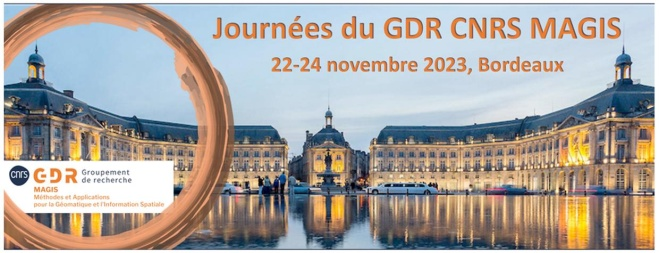 Journées du GDR CNRS MAGIS
22-24 novembre 2023, Bordeaux
cnrs
GDR Groupement
de recherche
MAGIS
Méthodes et Applications
pour la Géomatique et l'Information Spatiale